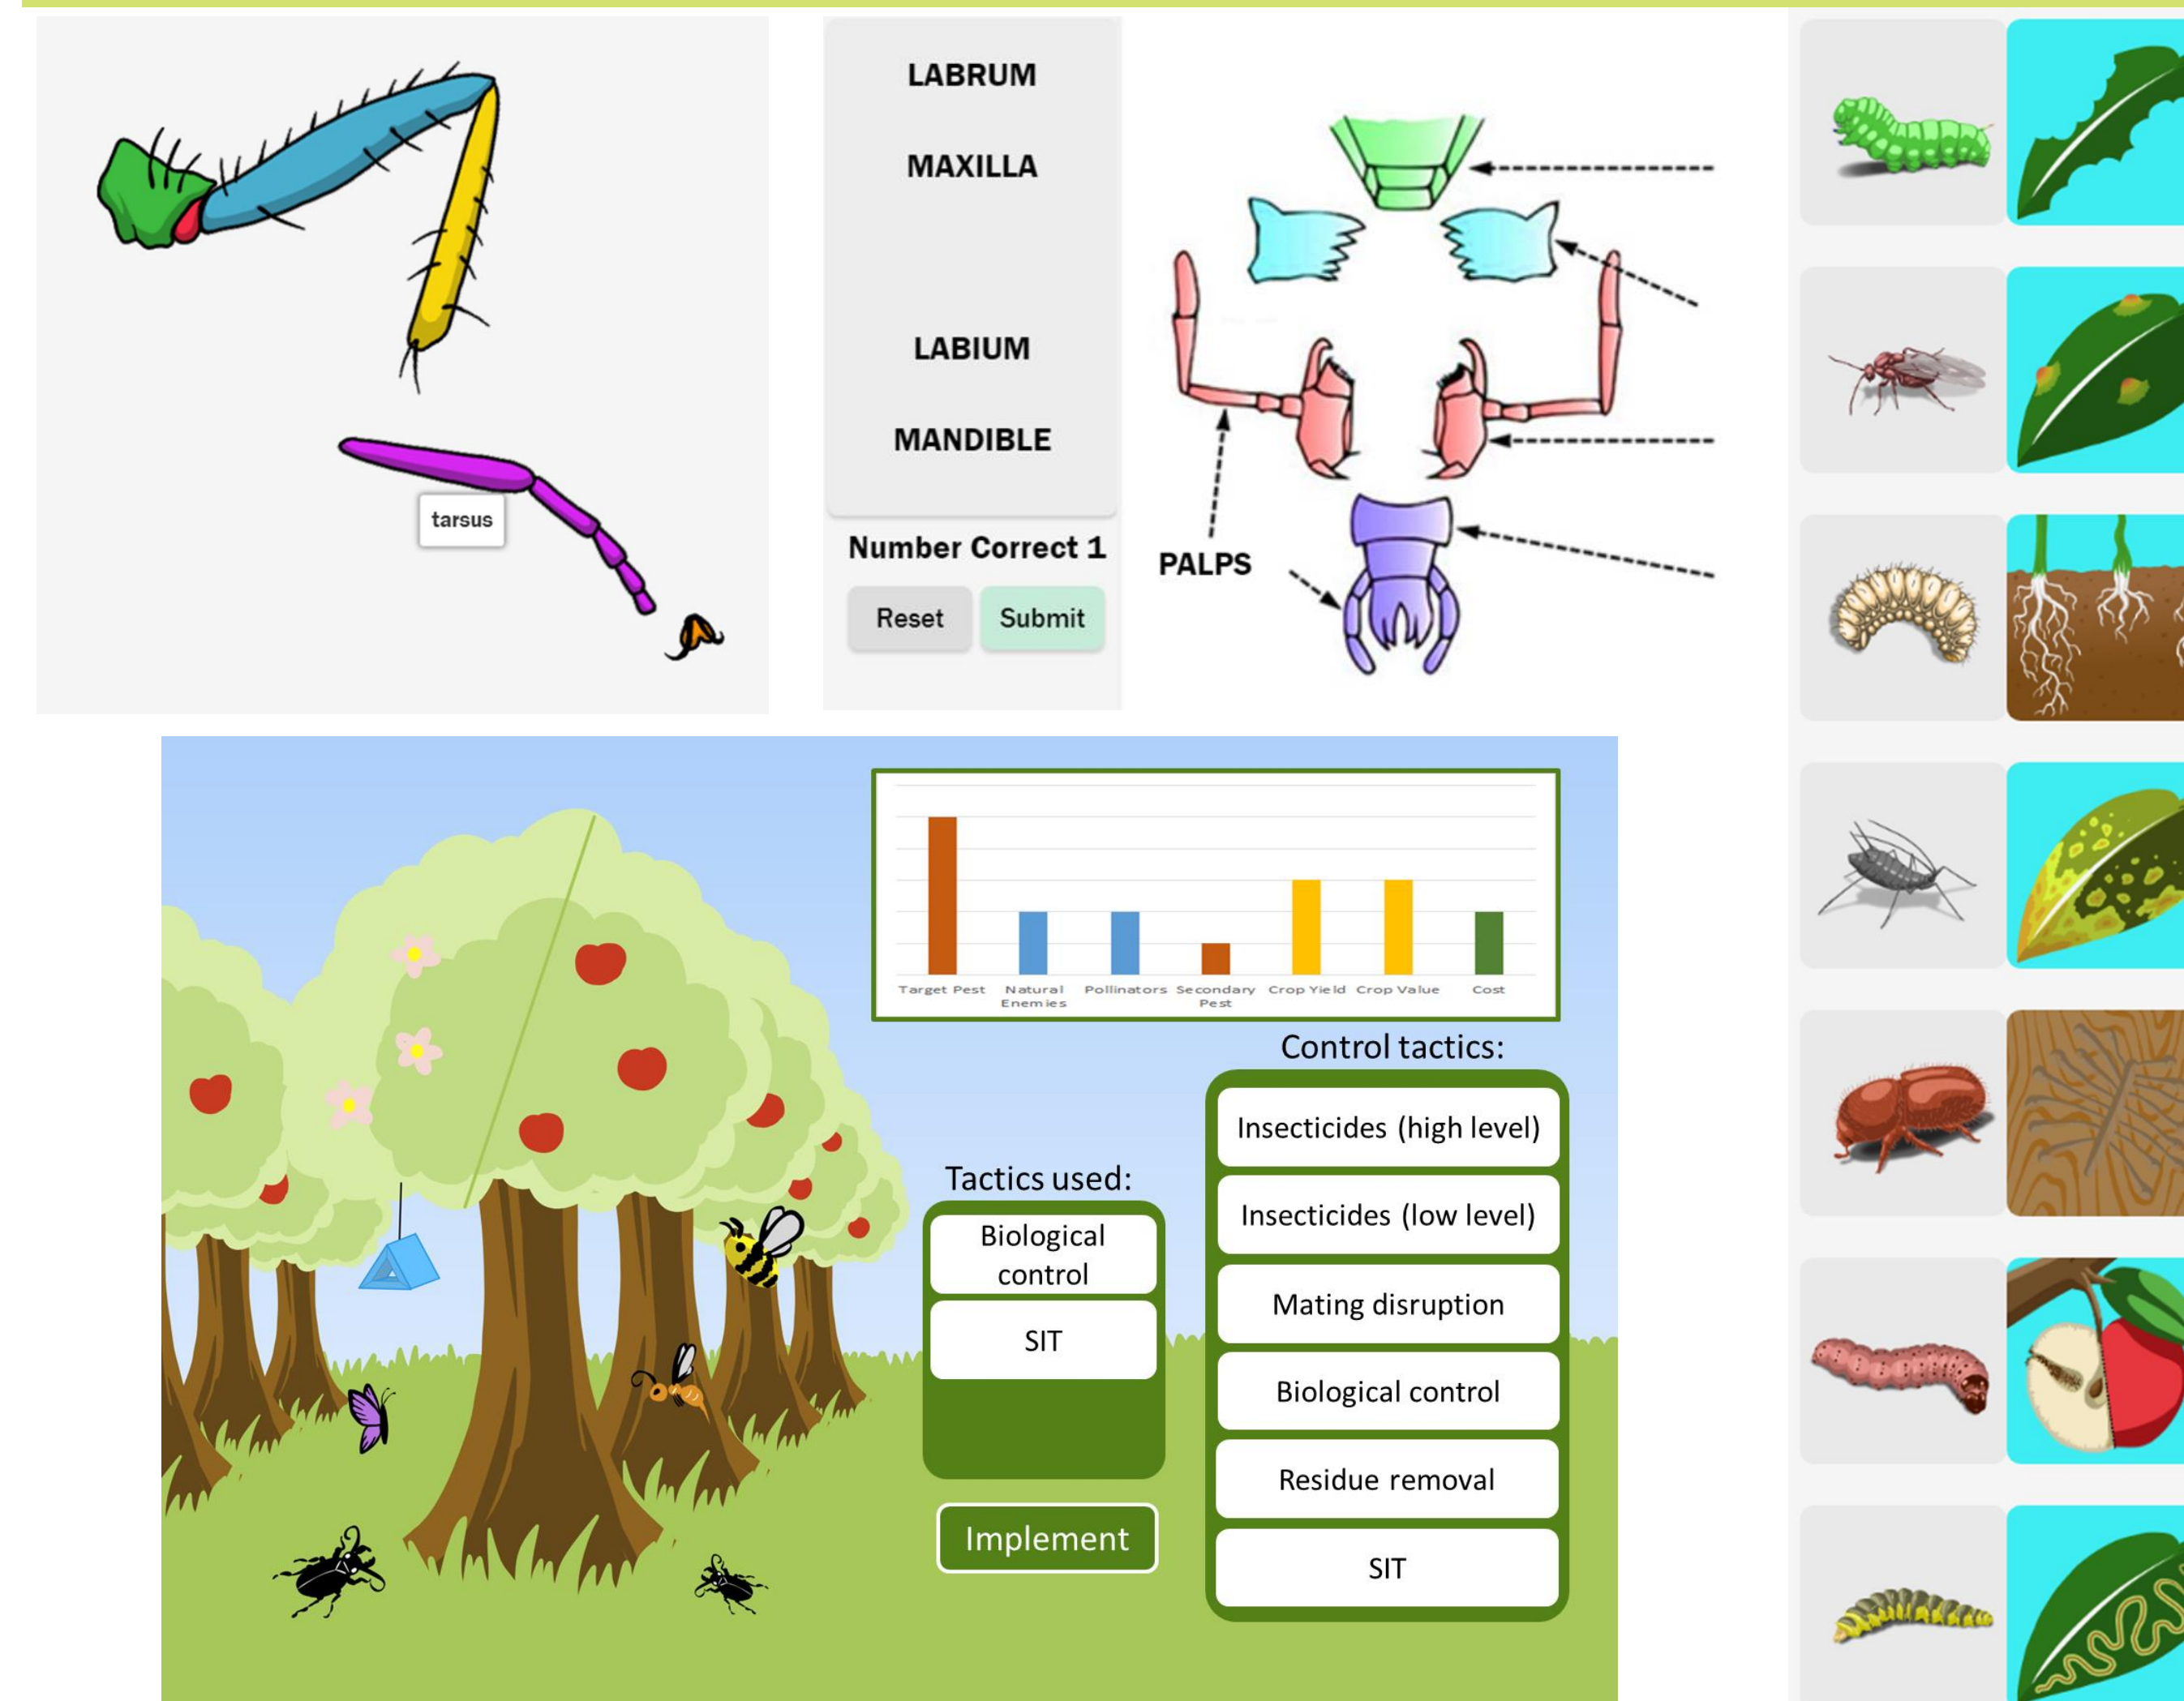 tarsus
LABRUM
MAXILLA
LABIUM
MANDIBLE
Number Correct 1
Reset
Submit
PALPS
Target Pest
Natural
Enemies
Pollinators
Secondary
Pest
Crop Yield
Crop Value
Cost
Tactics used:
Biological
control
SIT
Implement
Control tactics:
Insecticides (high level)
Insecticides (low level)
Mating disruption
Biological control
Residue removal
SIT